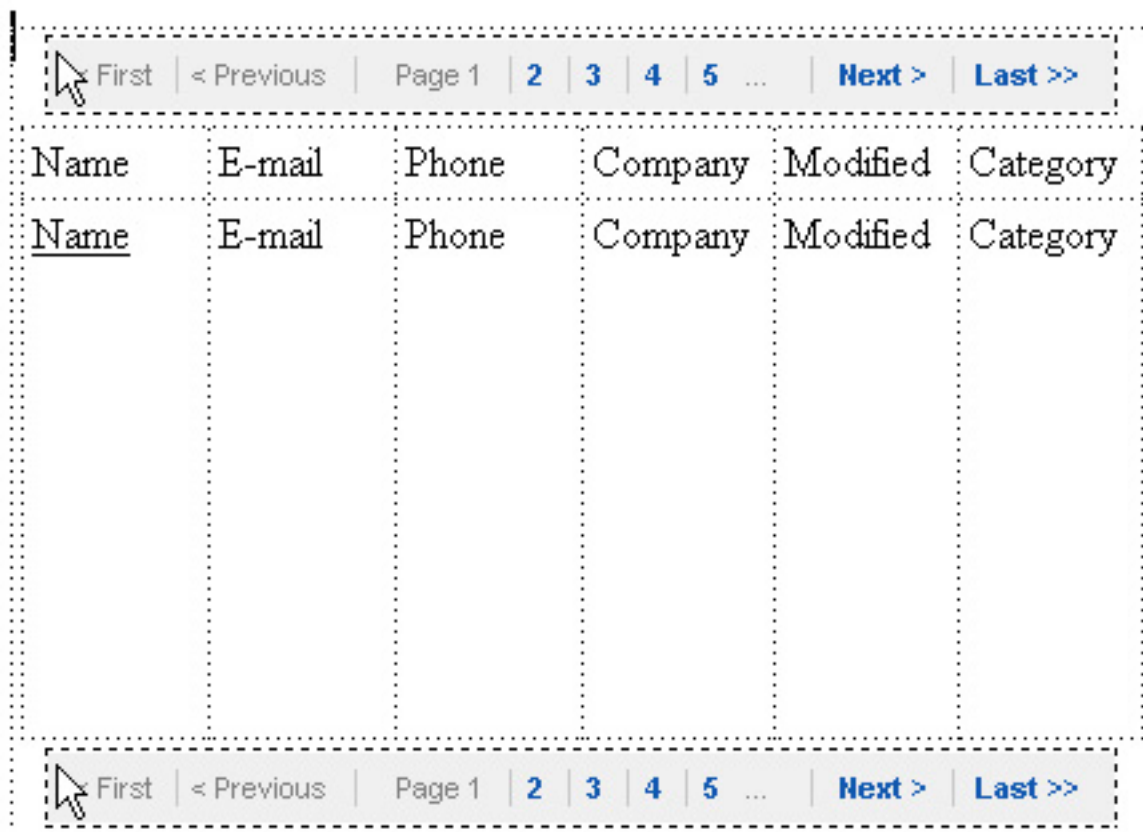 < First < Previous Page 1 2 3 4 5 ... Next > Last >>
Name E-mail Phone Company Modified Category
Name E-mail Phone Company Modified Category
< First < Previous Page 1 2 3 4 5 ... Next > Last >>